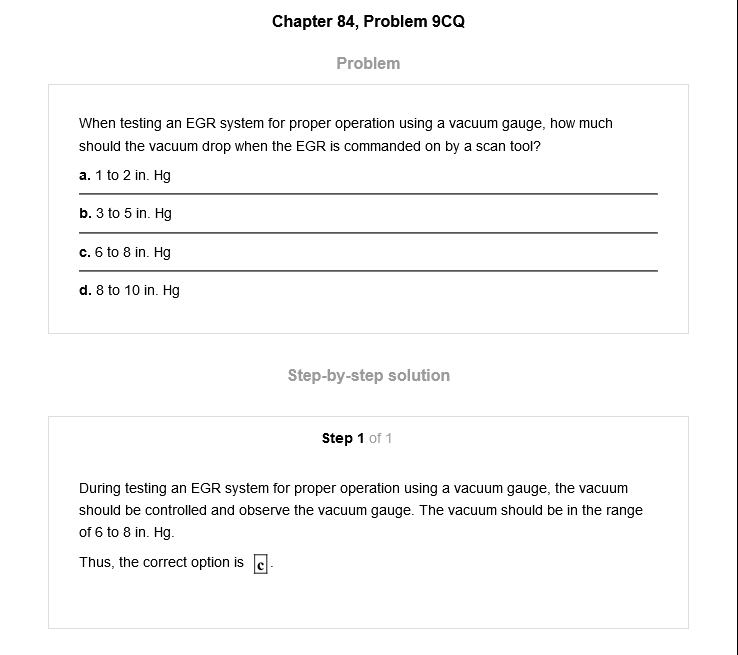 Chapter 84, Problem 9CQ
Problem
When testing an EGR system for proper operation using a vacuum gauge, how much
should the vacuum drop when the EGR is commanded on by a scan tool?
a. 1 to 2 in. Hg
b. 3 to 5 in. Hg
c. 6 to 8 in. Hg
d. 8 to 10 in. Hg
Step-by-step solution
Step 1 of 1
During testing an EGR system for proper operation using a vacuum gauge, the vacuum
should be controlled and observe the vacuum gauge. The vacuum should be in the range
of 6 to 8 in. Hg.
Thus, the correct option is c.